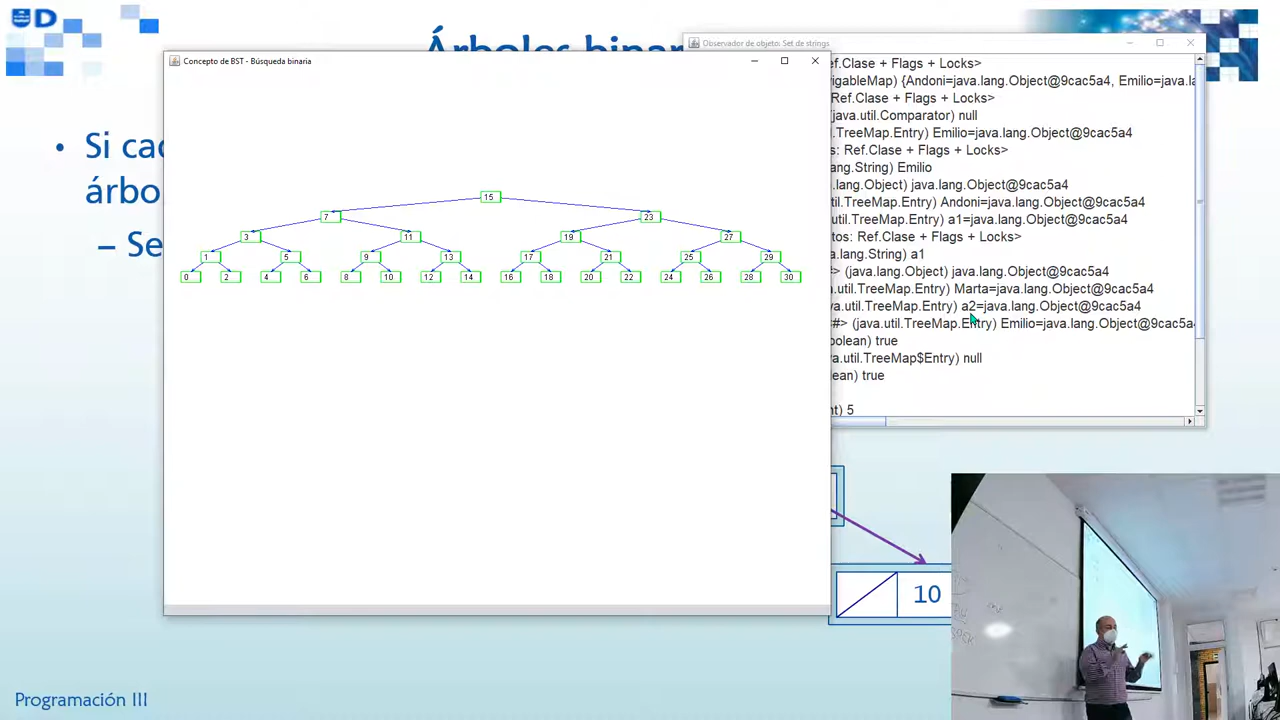 D
Árboles binar
Observador de objeto: Set de strings
Concepto de BST - Búsqueda binaria
ef.Clase + Flags + Locks>
vigableMap) {Andoni=java.lang.Object@9cac5a4, Emilio=java.la
Ref.Clase + Flags + Locks>
(java.util.Comparator) null
il.TreeMap.Entry) Emilio=java.lang.Object@9cac5a4
s: Ref.Clase + Flags + Locks>
lang.String) Emilio
.lang.Object) java.lang.Object@9cac5a4
util.TreeMap.Entry) Andoni=java.lang.Object@9cac5a4
util.TreeMap.Entry) a1=java.lang.Object@9cac5a4
tos: Ref.Clase + Flags + Locks>
a.lang.String) a1
#> (java.lang.Object) java.lang.Object@9cac5a4
va.util.TreeMap.Entry) Marta=java.lang.Object@9cac5a4
va.util.TreeMap.Entry) a2=java.lang.Object@9cac5a4
##> (java.util.TreeMap.Entry) Emilio=java.lang.Object@9cac5a4
oolean) true
va.util.TreeMap$Entry) null
lean) true
nt) 5
• Si cad
árbo
– Se
15
7 23
3 11 19 27
1 5 9 13 17 21 25 29
0 2 4 6 8 10 12 14 16 18 20 22 24 26 28 30
10
Programación III